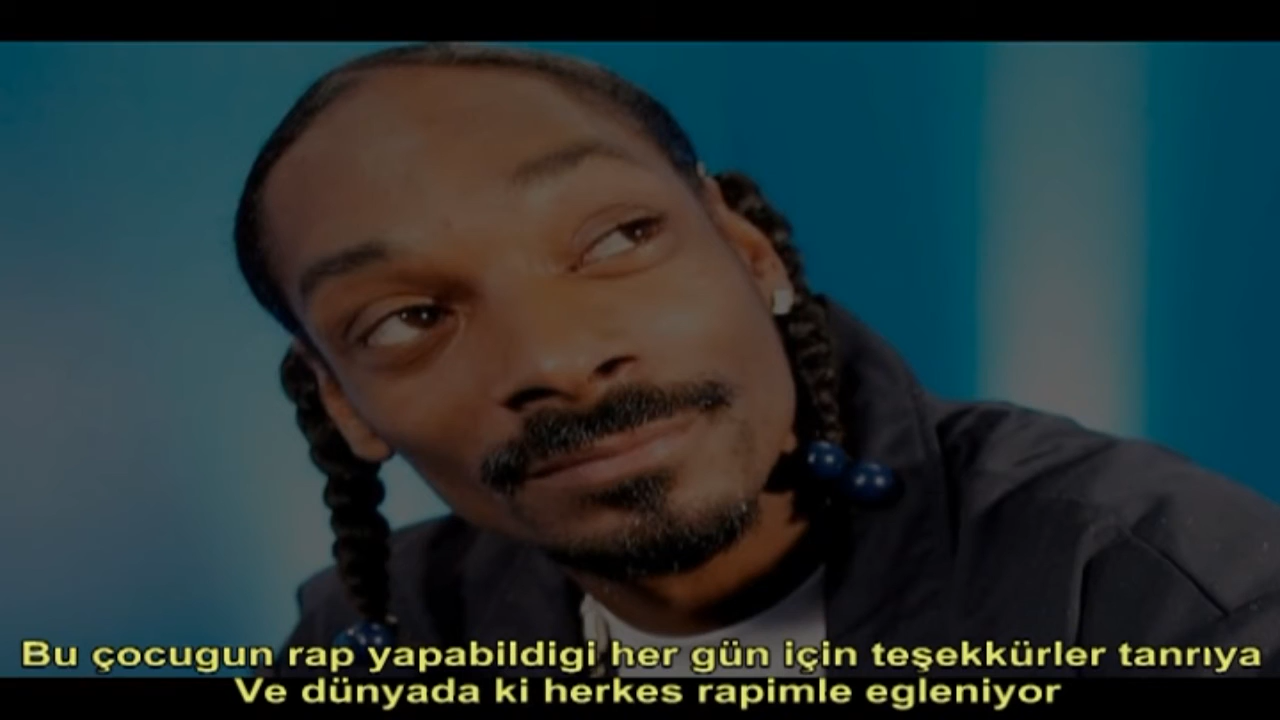 Bu çocugun rap yapabildigi her gün için teşekkürler tanrıya
Ve dünyada ki herkes rapimle egleniyor